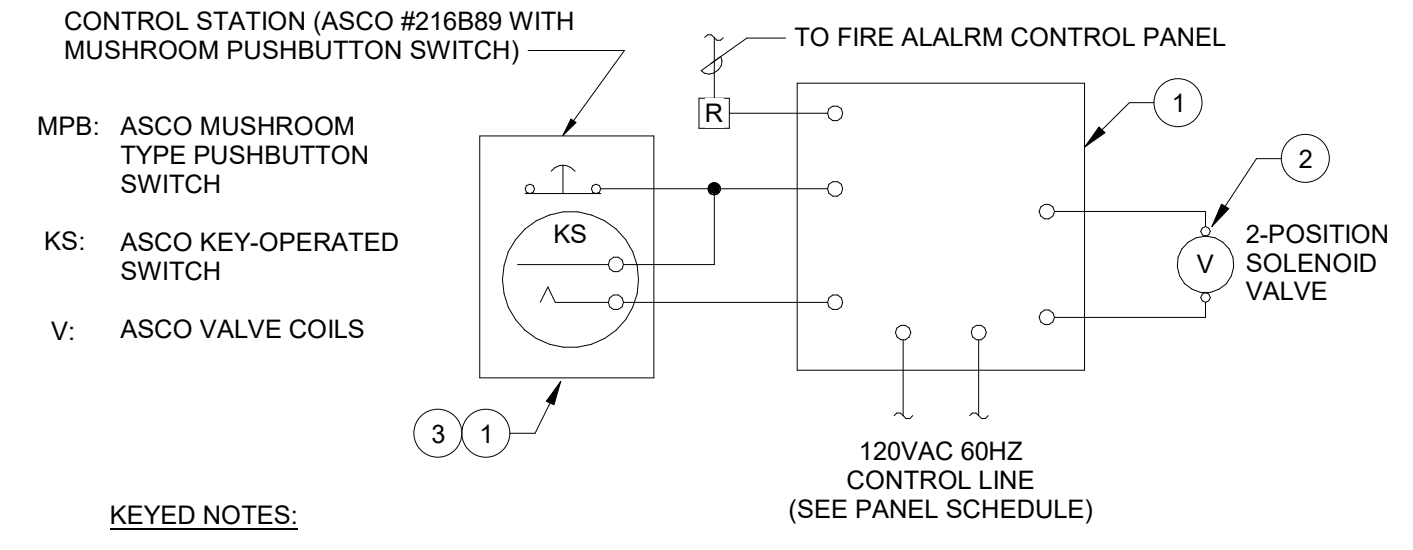 CONTROL STATION (ASCO #216B89 WITH
MUSHROOM PUSHBUTTON SWITCH)
TO FIRE ALALRM CONTROL PANEL
R
1
MPB: ASCO MUSHROOM
TYPE PUSHBUTTON
SWITCH
2
KS
KS: ASCO KEY-OPERATED
SWITCH
V
2-POSITION
SOLENOID
VALVE
V: ASCO VALVE COILS
3 1
120VAC 60HZ
CONTROL LINE
(SEE PANEL SCHEDULE)
KEYED NOTES: